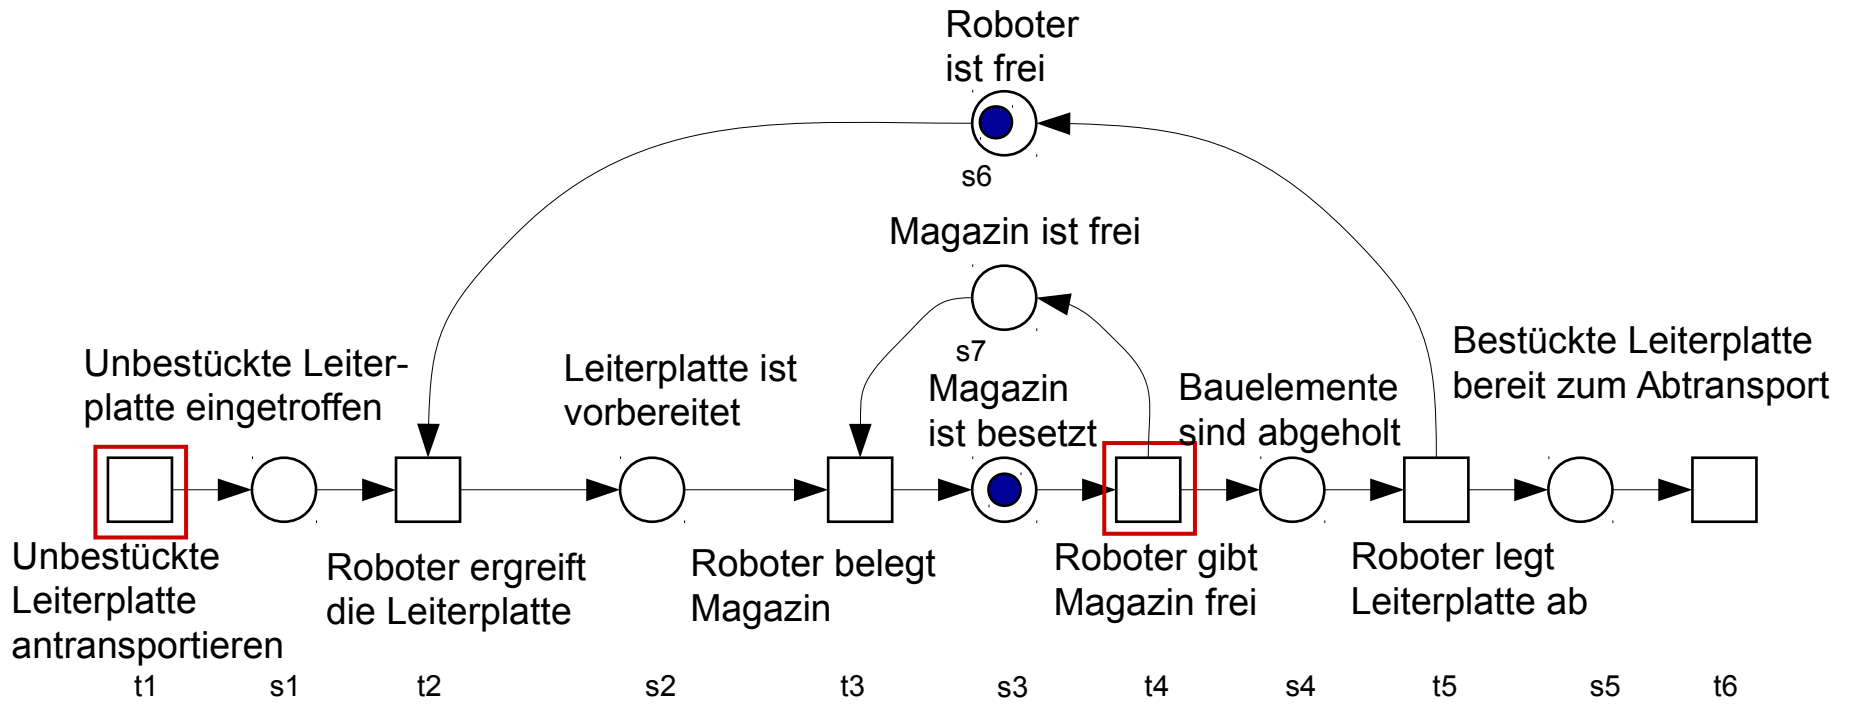 Roboter
ist frei
s6
Magazin ist frei
s7
Unbestückte Leiter-
platte eingetroffen
Leiterplatte ist
vorbereitet
Magazin
ist besetzt
Bauelemente
sind abgeholt
Bestückte Leiterplatte
bereit zum Abtransport
Unbestückte
Leiterplatte
antransportieren
Roboter ergreift
die Leiterplatte
Roboter belegt
Magazin
Roboter gibt
Magazin frei
Roboter legt
Leiterplatte ab
t1 s1 t2 s2 t3 s3 t4 s4 t5 s5 t6